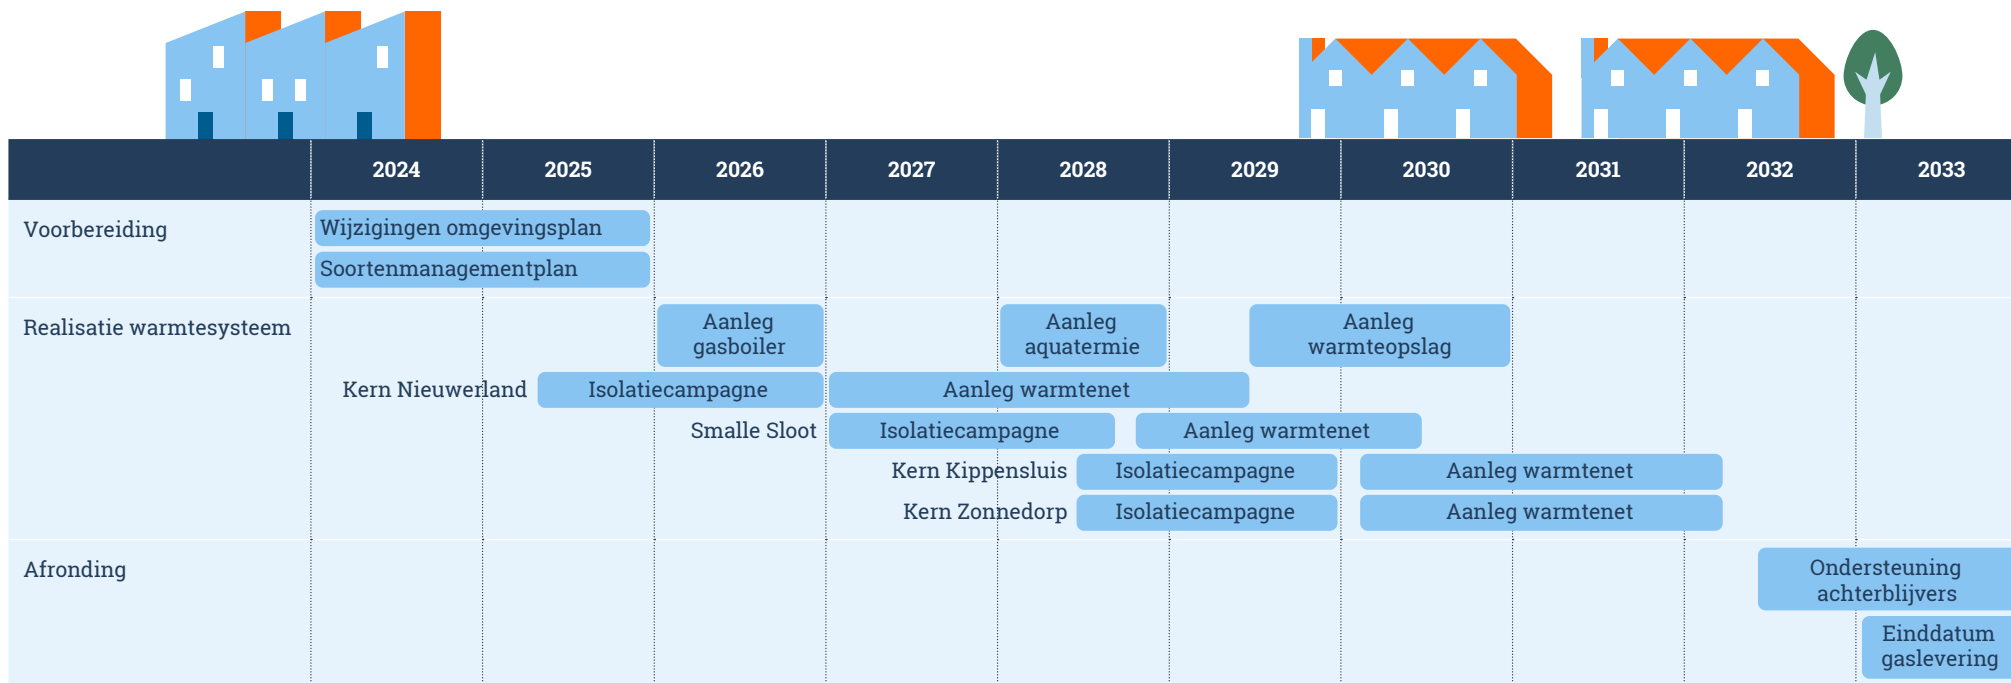 2024 2025 2026 2027 2028 2029 2030 2031 2032 2033
Voorbereiding
Wijzigingen omgevingsplan
Soortenmanagementplan
Realisatie warmtesysteem
Aanleg
gasboiler
Aanleg
aquatermie
Aanleg
warmteopslag
Kern Nieuwerland Isolatiecampagne Aanleg warmtenet
Smalle Sloot Isolatiecampagne Aanleg warmtenet
Kern Kippensluis Isolatiecampagne Aanleg warmtenet
Kern Zonnedorp Isolatiecampagne Aanleg warmtenet
Afronding
Ondersteuning
achterblijvers
Einddatum
gaslevering